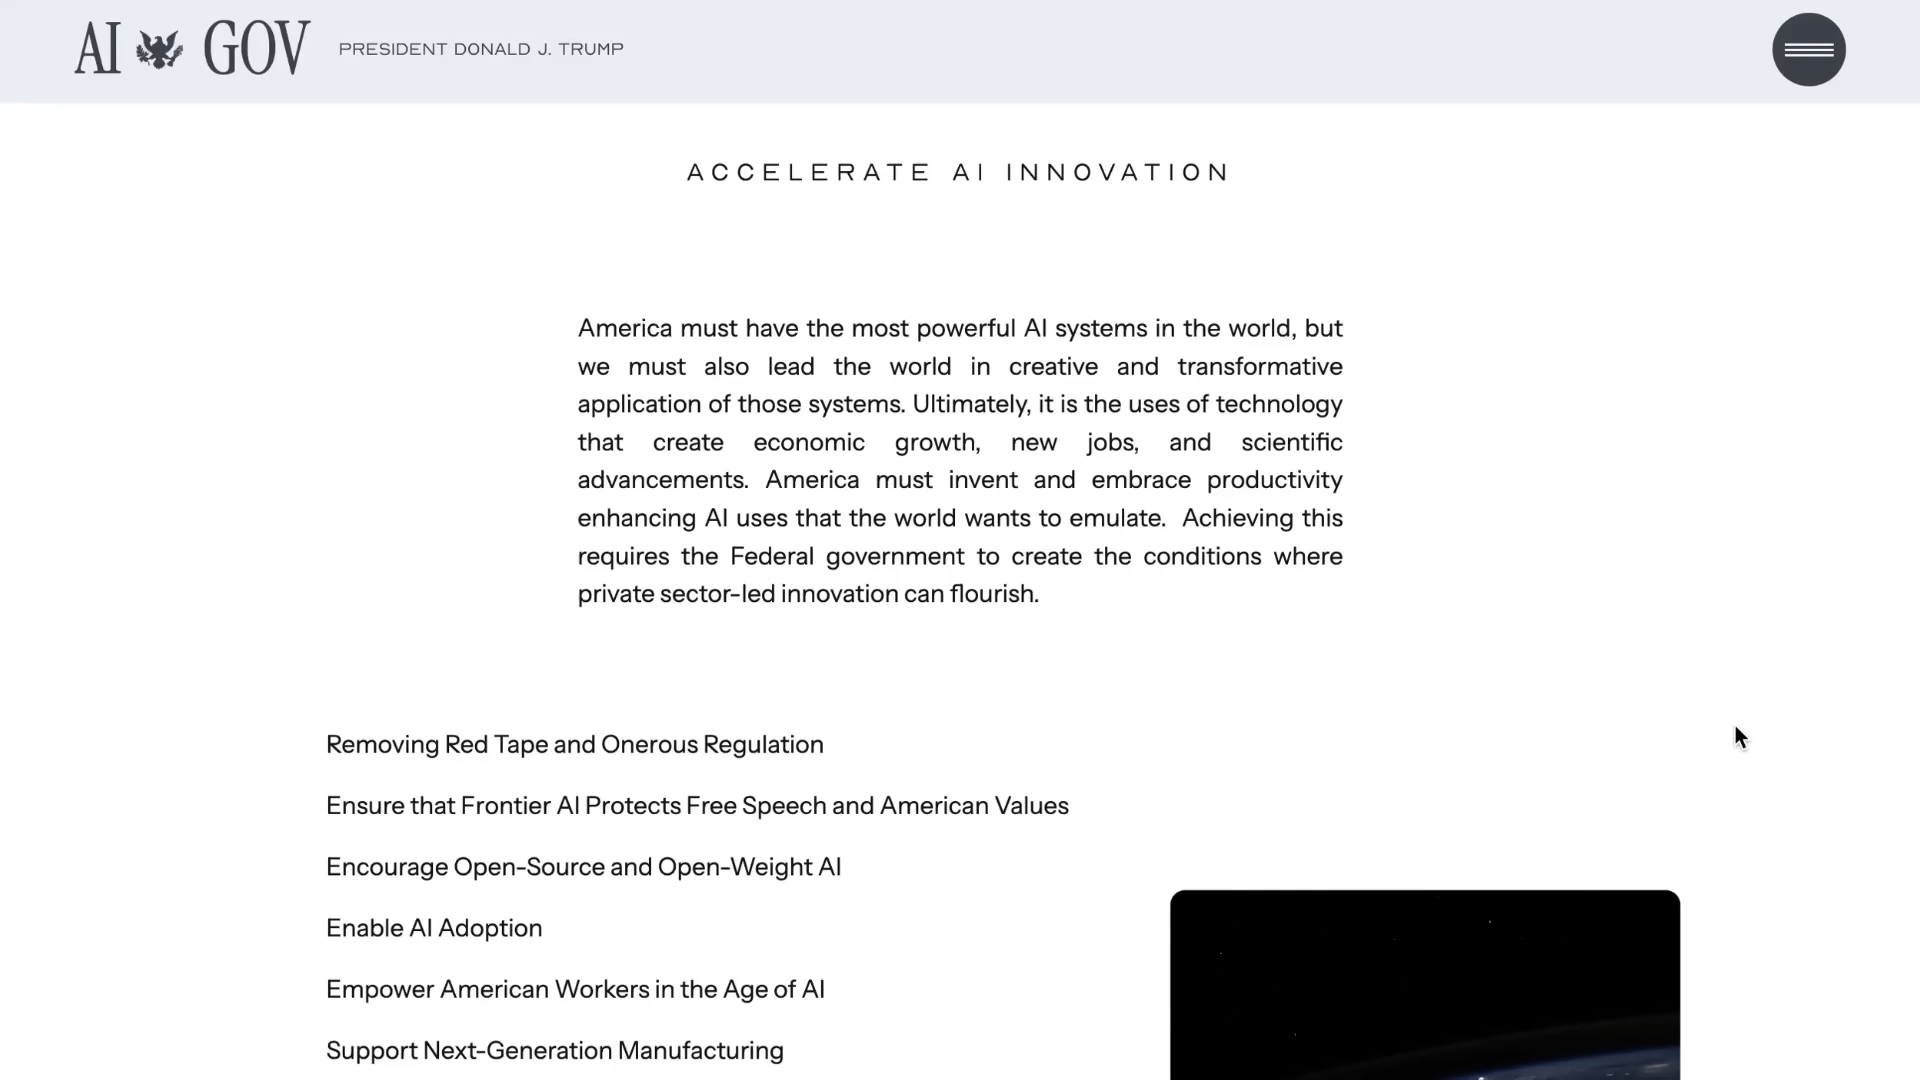 AI GOV PRESIDENT DONALD J. TRUMP
ACCELERATE AI INNOVATION
America must have the most powerful AI systems in the world, but
we must also lead the world in creative and transformative
application of those systems. Ultimately, it is the uses of technology
that create economic growth, new jobs, and scientific
advancements. America must invent and embrace productivity
enhancing AI uses that the world wants to emulate.  Achieving this
requires the Federal government to create the conditions where
private sector-led innovation can flourish.
Removing Red Tape and Onerous Regulation
Ensure that Frontier AI Protects Free Speech and American Values
Encourage Open-Source and Open-Weight AI
Enable AI Adoption
Empower American Workers in the Age of AI
Support Next-Generation Manufacturing